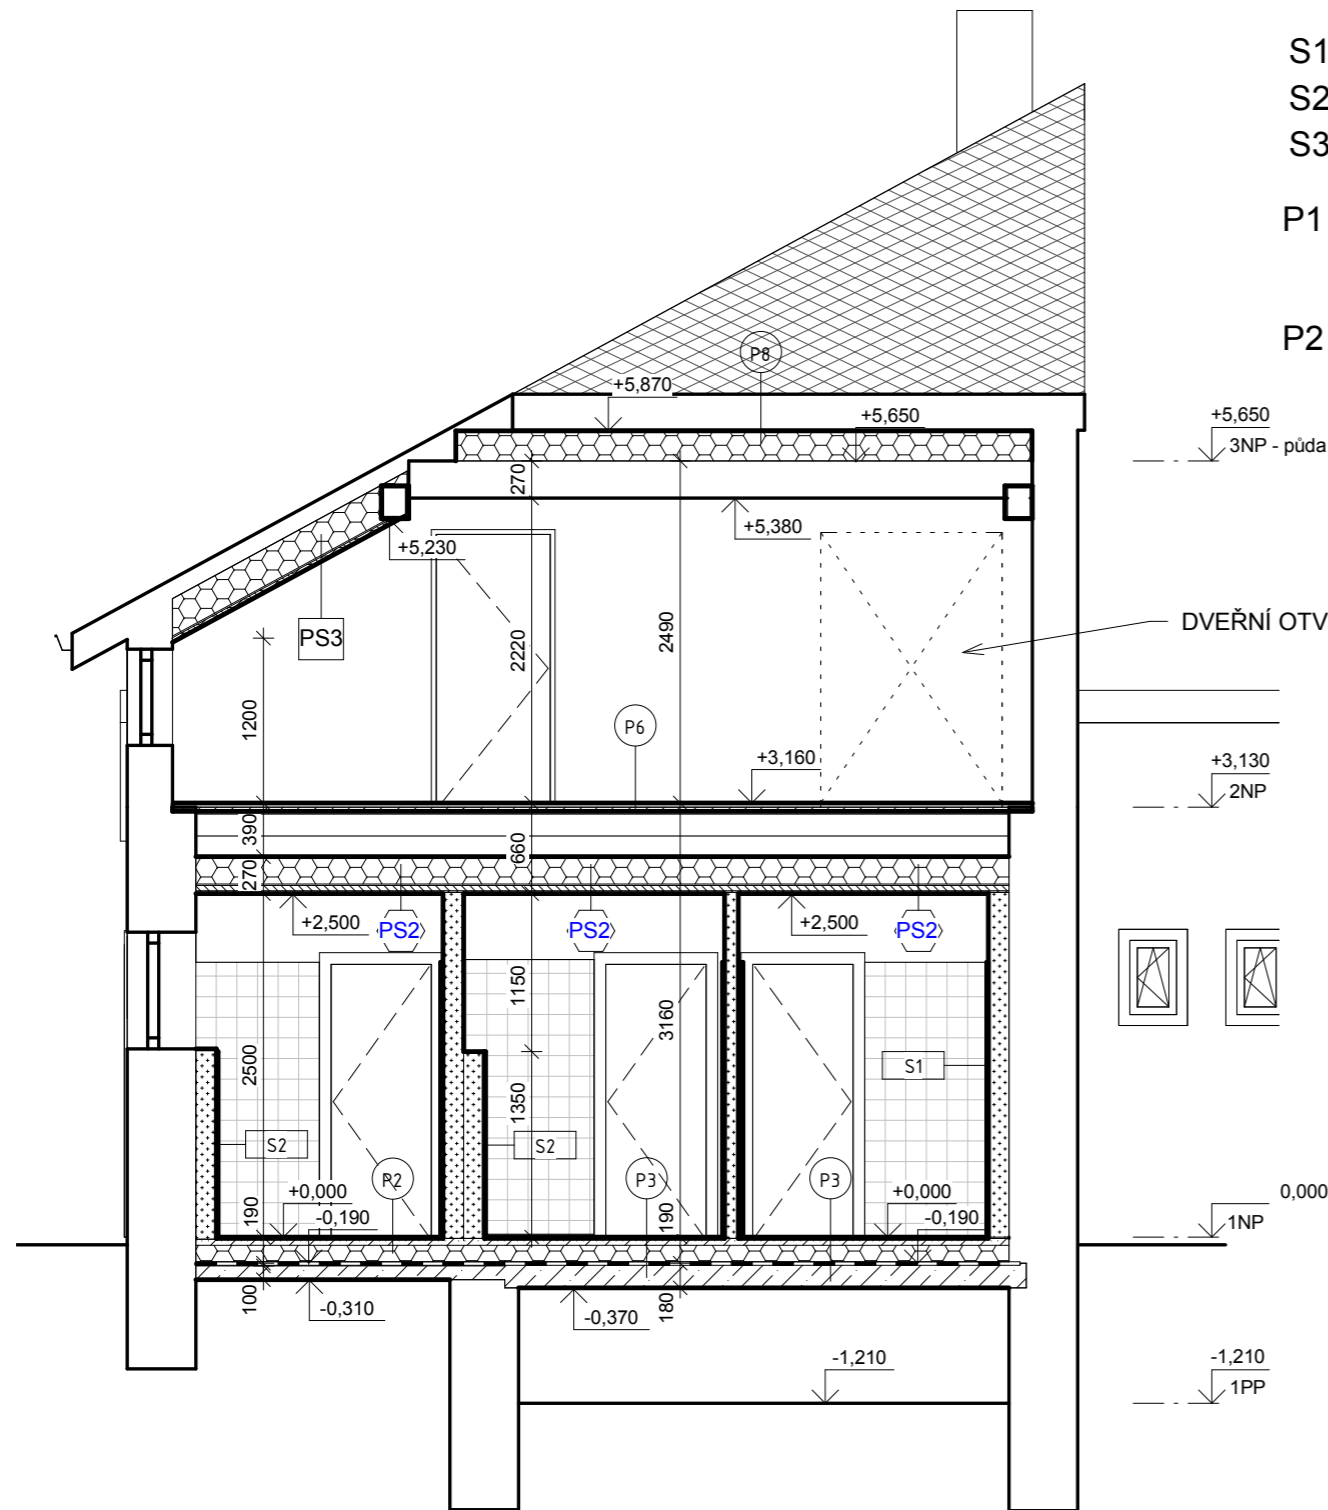 S1
S2
S3
P1
P2
P8
+5,870
+5,650
+5,650
3NP - půda
270
+5,380
+5,230
DVEŘNÍ OTV
PS3
2220
2490
1200
P6
+3,160
+3,130
2NP
390
660
270
+2,500
PS2
PS2
+2,500
PS2
1150
2500
3160
S1
1350
S2
S2
P2
P3
P3
+0,000
190
-0,190
190
+0,000
-0,190
0,000
1NP
100
-0,310
180
-0,370
-1,210
-1,210
1PP